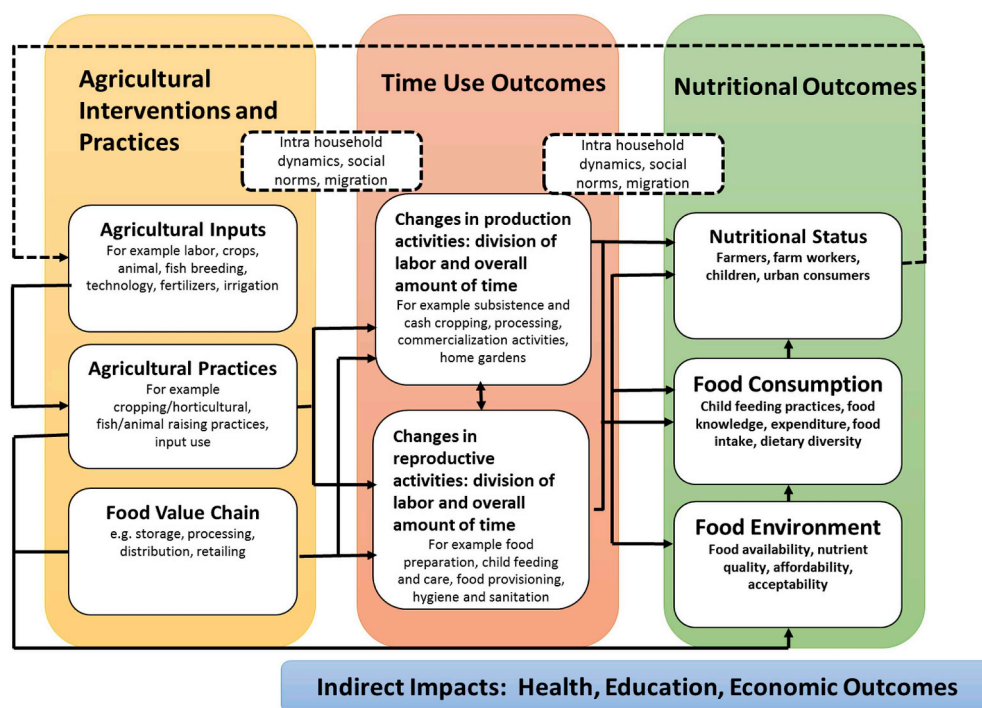 Agricultural
Interventions and
Practices
Time Use Outcomes
Nutritional Outcomes
Intra household
dynamics, social
norms, migration
Intra household
dynamics, social
norms, migration
Agricultural Inputs
For example labor, crops,
animal, fish breeding,
technology, fertilizers, irrigation
Agricultural Practices
For example
cropping/horticultural,
fish/animal raising practices,
input use
Food Value Chain
e.g. storage, processing,
distribution, retailing
Changes in production
activities: division of
labor and overall
amount of time
For example subsistence and
cash cropping, processing,
commercialization activities,
home gardens
Changes in
reproductive
activities: division of
labor and overall
amount of time
For example food
preparation, child feeding
and care, food provisioning,
hygiene and sanitation
Nutritional Status
Farmers, farm workers,
children, urban consumers
Food Consumption
Child feeding practices, food
knowledge, expenditure, food
intake, dietary diversity
Food Environment
Food availability, nutrient
quality, affordability,
acceptability
Indirect Impacts: Health, Education, Economic Outcomes